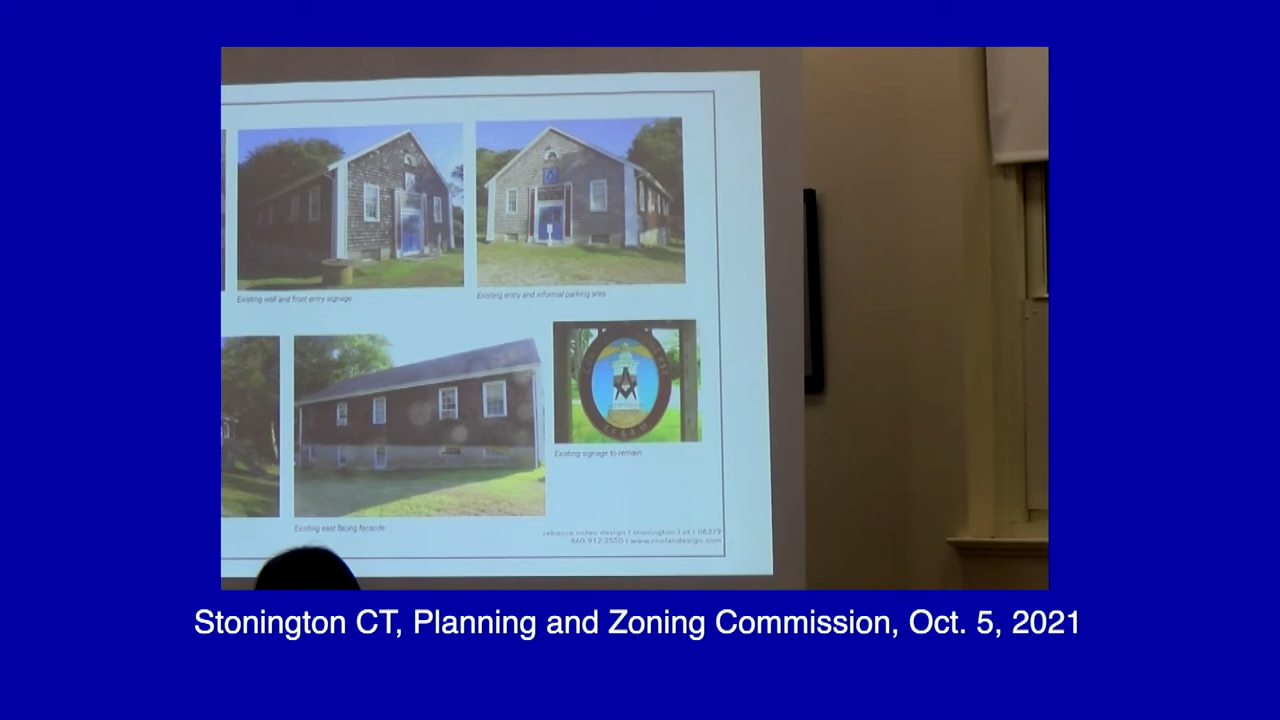 Existing well and front entry signage
Existing entry and informal parking area
Existing signage to remain
Existing east facing facaode
rebecca nolan design | stonington | ct | 06379
860.912.2550 | www.rnolandesign.com
Stonington CT, Planning and Zoning Commission, Oct. 5, 2021